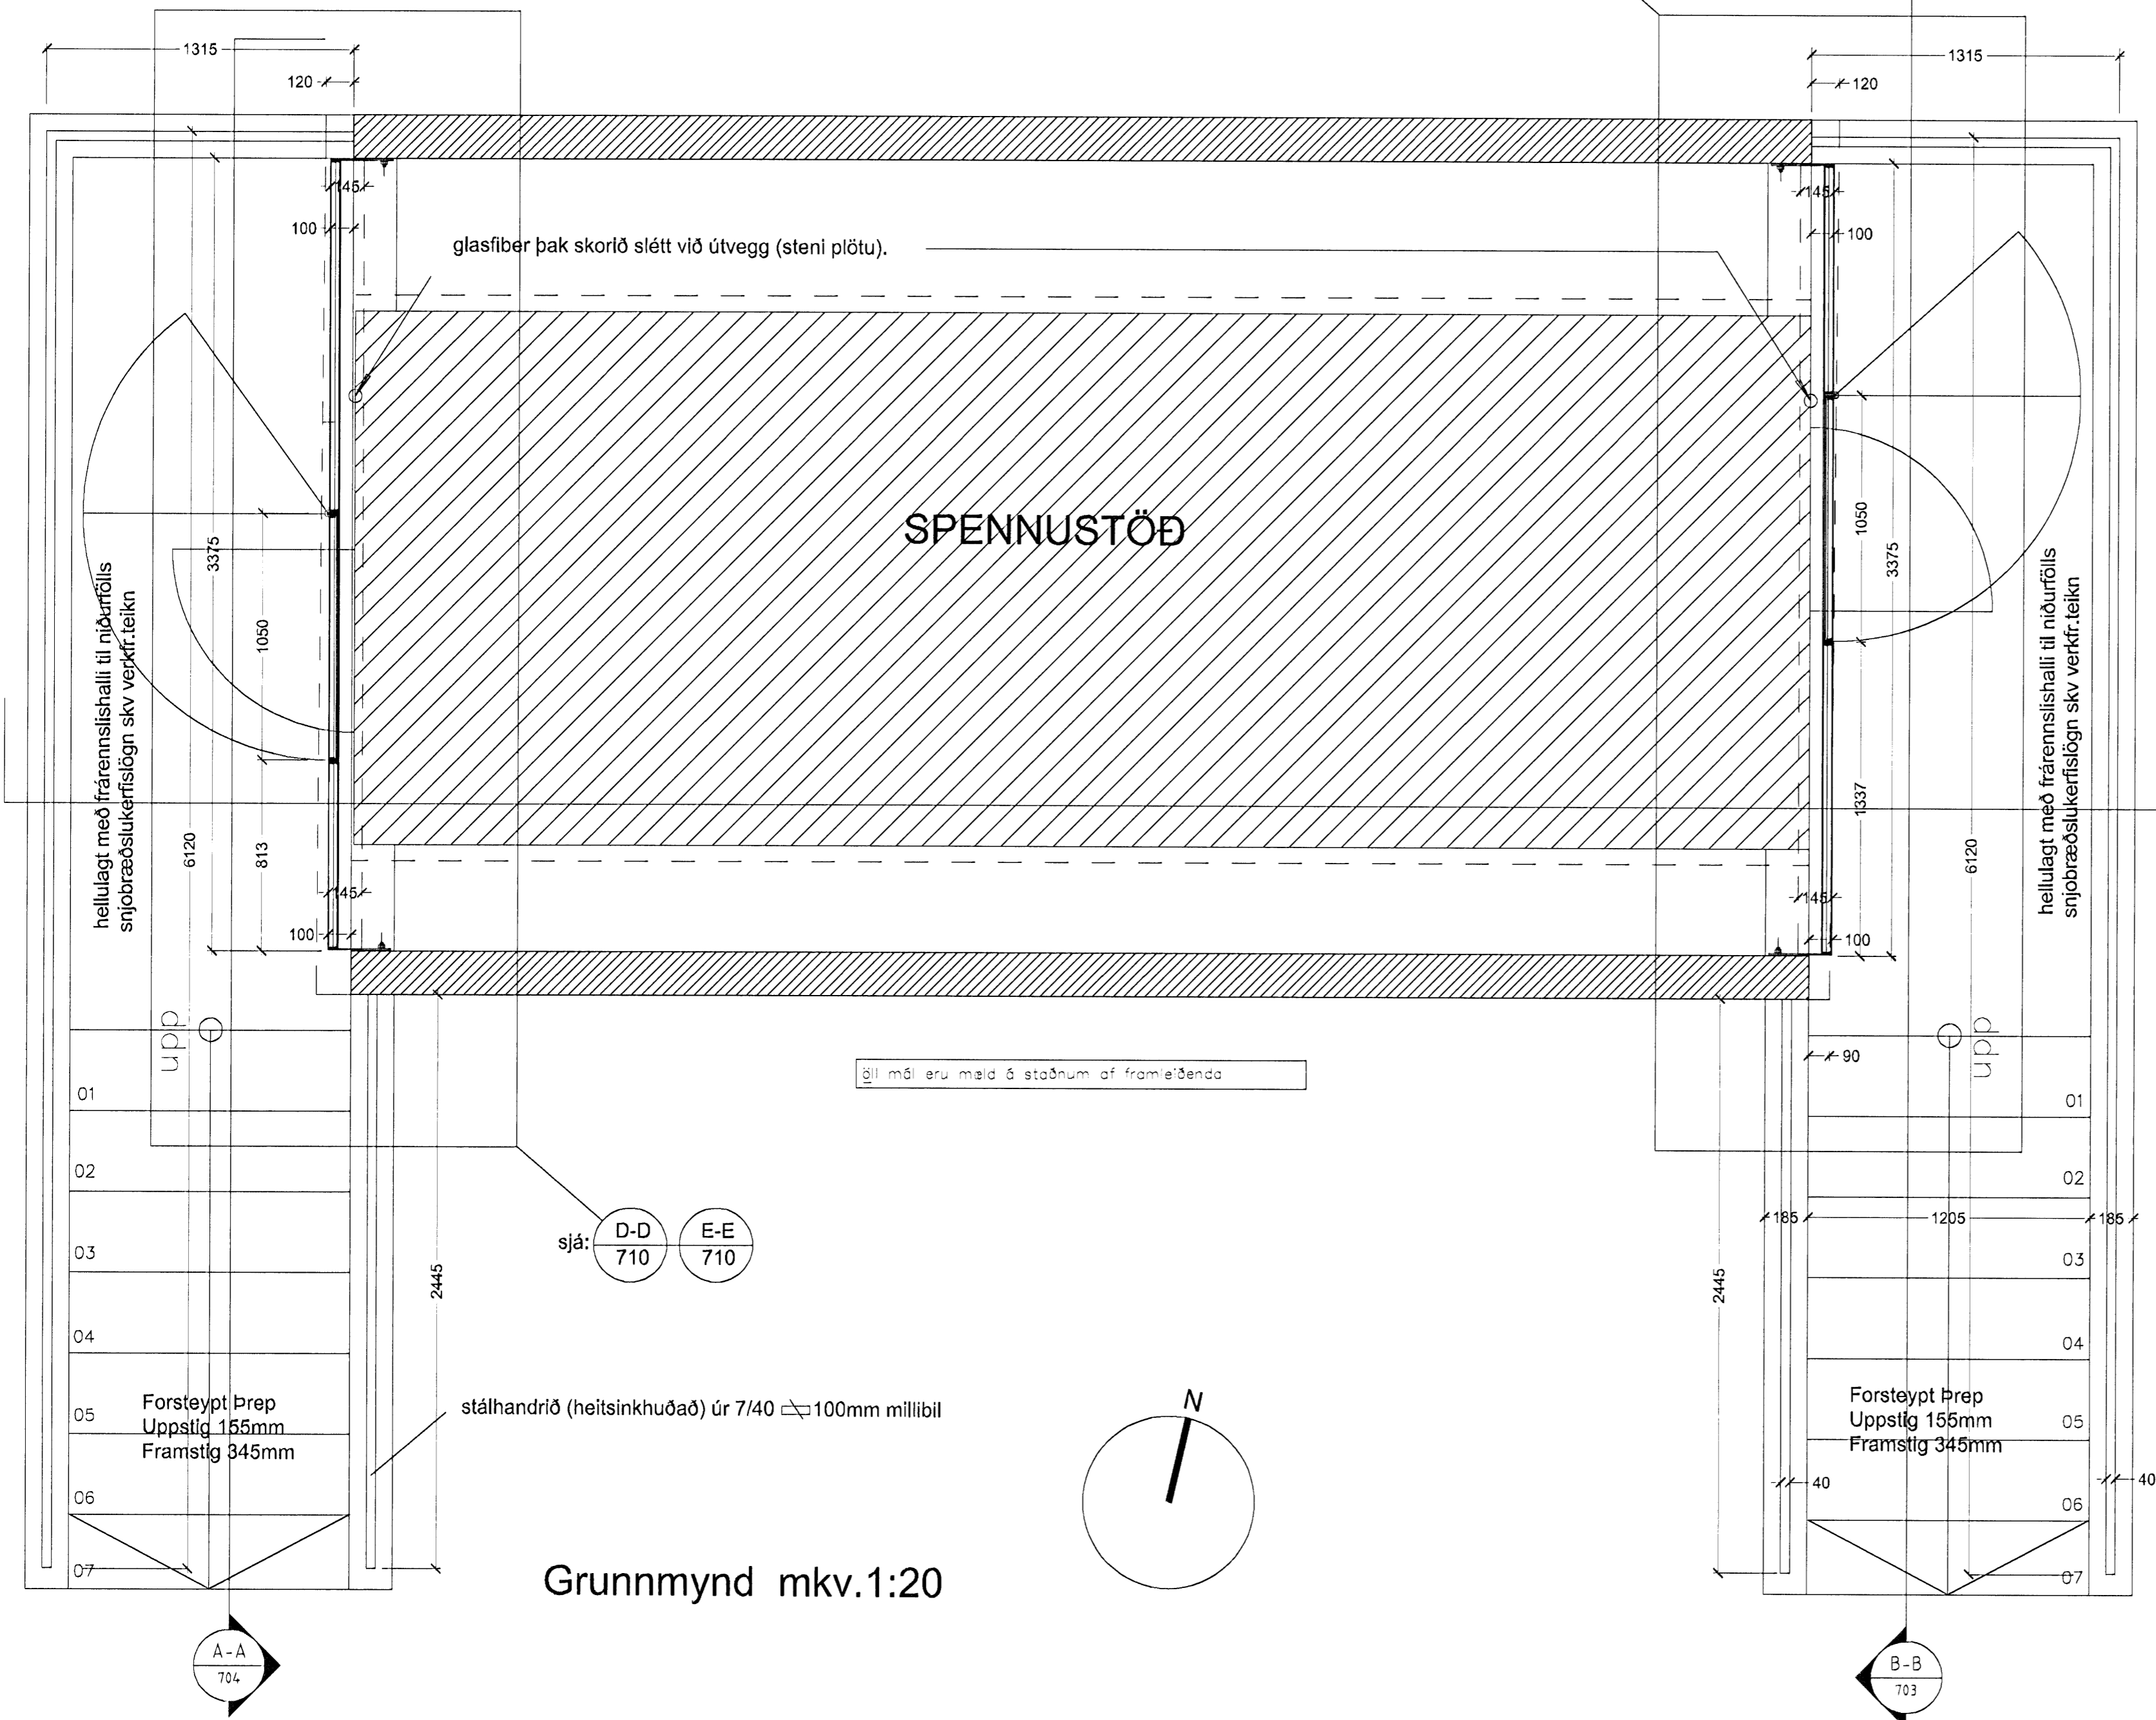 1315
1315
120
120
145
145
100
100
glasfiber þak skorið slétt við útvegg (steni plötu).
SPENNUSTÖÐ
3375
1050
1050
3375
hellulagt með frárennslishalli til niðurfölls
snjobræðslukerfislögn skv verkfr.teikn
hellulagt með frárennslishalli til niðurfölls
snjobræðslukerfislögn skv verkfr.teikn
6120
813
1337
6120
145
145
100
100
upp
upp
90
öll mál eru mæld á staðnum af framleiðenda
01
01
02
02
sjá:
D-D
710
E-E
710
185
1205
185
03
03
2445
2445
04
04
Forsteypt Þrep
Uppstig 155mm
Framstig 345mm
05
stálhandrið (heitsinkhuðað) úr 7/40 100mm millibil
N
Forsteypt Þrep
Uppstig 155mm
Framstig 345mm
05
40
40
06
06
07
07
Grunnmynd mkv.1:20
A-A
704
B-B
703